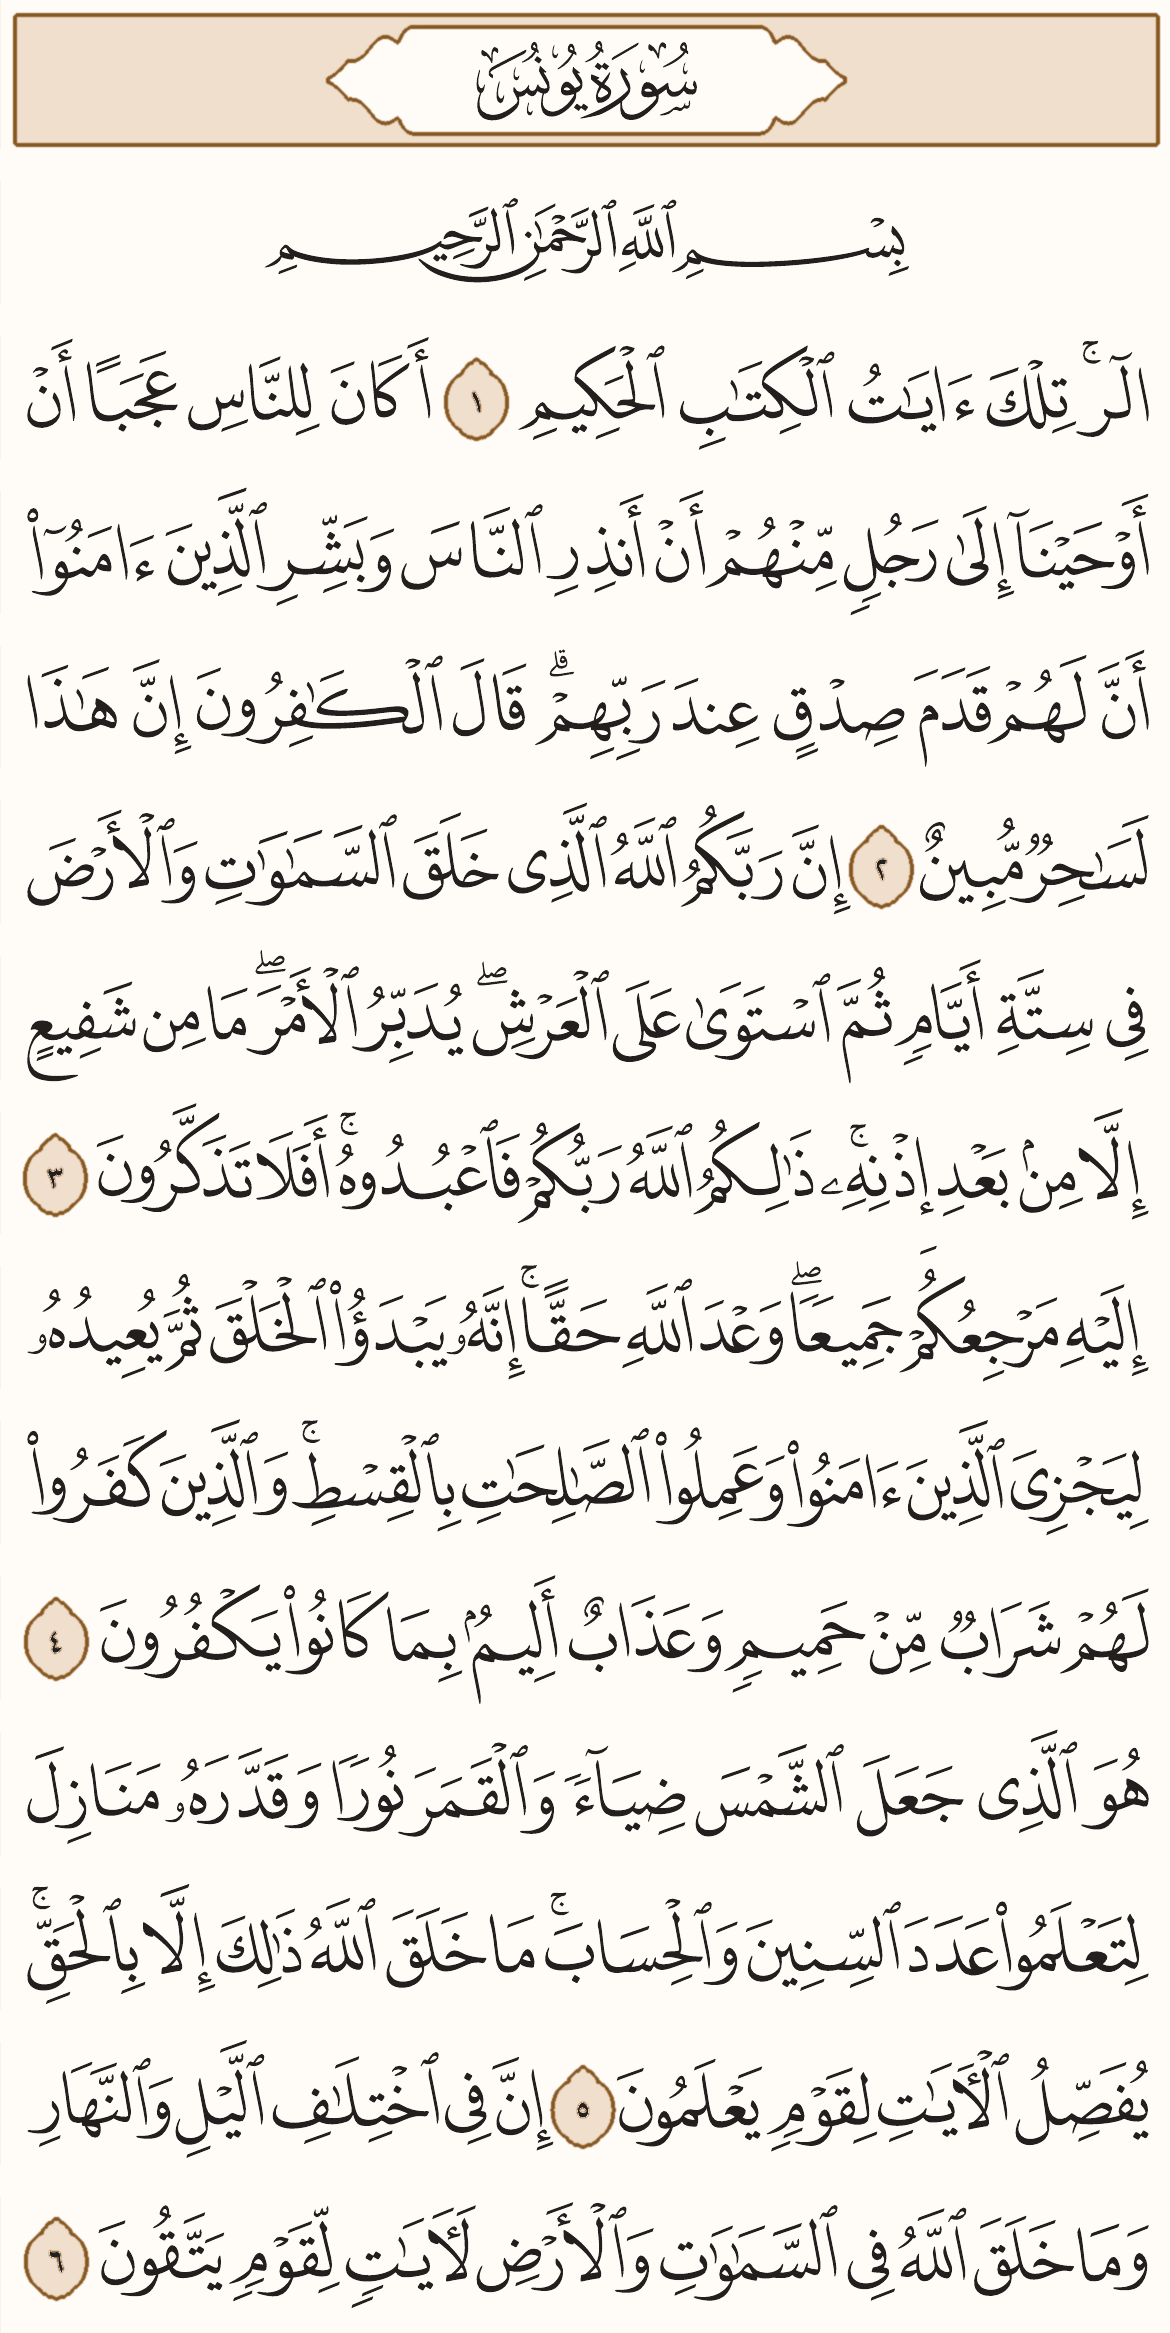 سُورَةُ يُونُسَ
بِسۡمِ ٱللَّهِ ٱلرَّحۡمَٰنِ ٱلرَّحِيمِ
الٓرۚ تِلۡكَ ءَايَٰتُ ٱلۡكِتَٰبِ ٱلۡحَكِيمِ ١ أَكَانَ لِلنَّاسِ عَجَبًا أَنۡ
أَوۡحَيۡنَآ إِلَىٰ رَجُلٖ مِّنۡهُمۡ أَنۡ أَنذِرِ ٱلنَّاسَ وَبَشِّرِ ٱلَّذِينَ ءَامَنُوٓاْ
أَنَّ لَهُمۡ قَدَمَ صِدۡقٍ عِندَ رَبِّهِمۡۗ قَالَ ٱلۡكَٰفِرُونَ إِنَّ هَٰذَا
لَسَٰحِرٞ مُّبِينٌ ٢ إِنَّ رَبَّكُمُ ٱللَّهُ ٱلَّذِي خَلَقَ ٱلسَّمَٰوَٰتِ وَٱلۡأَرۡضَ
فِي سِتَّةِ أَيَّامٖ ثُمَّ ٱسۡتَوَىٰ عَلَى ٱلۡعَرۡشِۖ يُدَبِّرُ ٱلۡأَمۡرَۖ مَا مِن شَفِيعٍ
إِلَّا مِنۢ بَعۡدِ إِذۡنِهِۦۚ ذَٰلِكُمُ ٱللَّهُ رَبُّكُمۡ فَٱعۡبُدُوهُۚ أَفَلَا تَذَكَّرُونَ ٣
إِلَيۡهِ مَرۡجِعُكُمۡ جَمِيعٗاۖ وَعۡدَ ٱللَّهِ حَقًّاۚ إِنَّهُۥ يَبۡدَؤُاْ ٱلۡخَلۡقَ ثُمَّ يُعِيدُهُۥ
لِيَجۡزِيَ ٱلَّذِينَ ءَامَنُواْ وَعَمِلُواْ ٱلصَّٰلِحَٰتِ بِٱلۡقِسۡطِۚ وَٱلَّذِينَ كَفَرُواْ
لَهُمۡ شَرَابٞ مِّنۡ حَمِيمٖ وَعَذَابٌ أَلِيمُۢ بِمَا كَانُواْ يَكۡفُرُونَ ٤
هُوَ ٱلَّذِي جَعَلَ ٱلشَّمۡسَ ضِيَآءٗ وَٱلۡقَمَرَ نُورٗا وَقَدَّرَهُۥ مَنَازِلَ
لِتَعۡلَمُواْ عَدَدَ ٱلسِّنِينَ وَٱلۡحِسَابَۚ مَا خَلَقَ ٱللَّهُ ذَٰلِكَ إِلَّا بِٱلۡحَقِّۚ
يُفَصِّلُ ٱلۡأٓيَٰتِ لِقَوۡمٖ يَعۡلَمُونَ ٥ إِنَّ فِي ٱخۡتِلَٰفِ ٱلَّيۡلِ وَٱلنَّهَارِ
وَمَا خَلَقَ ٱللَّهُ فِي ٱلسَّمَٰوَٰتِ وَٱلۡأَرۡضِ لَأٓيَٰتٖ لِّقَوۡمٖ يَتَّقُونَ ٦